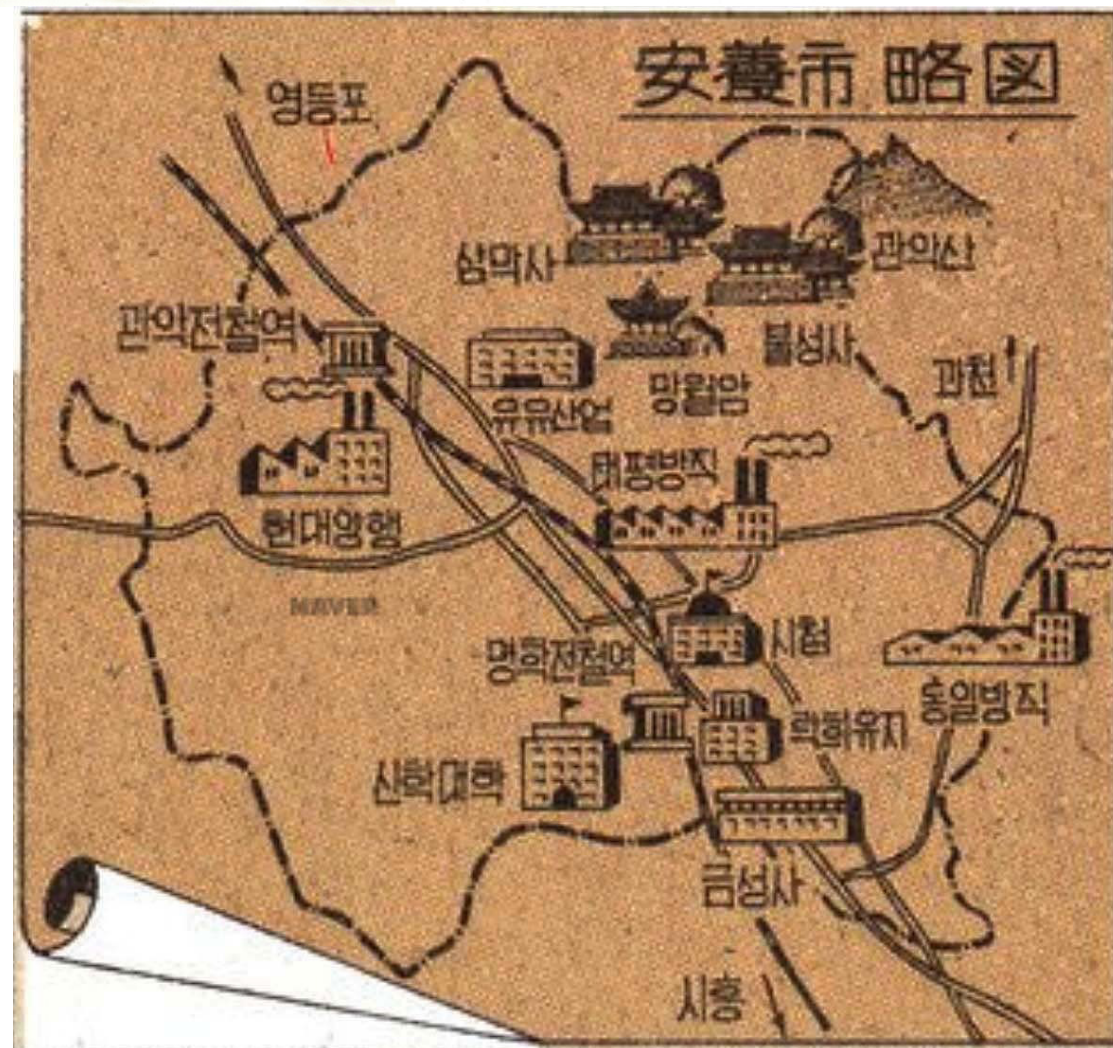 安養市 略図
영등포
삼막사
관악산
관악전철역
불성사
과천
유유산업
망월암
태평방직
현대양행
NAVER
시청
명학전철역
동일방직
락희유지
신학대학
금성사
시흥